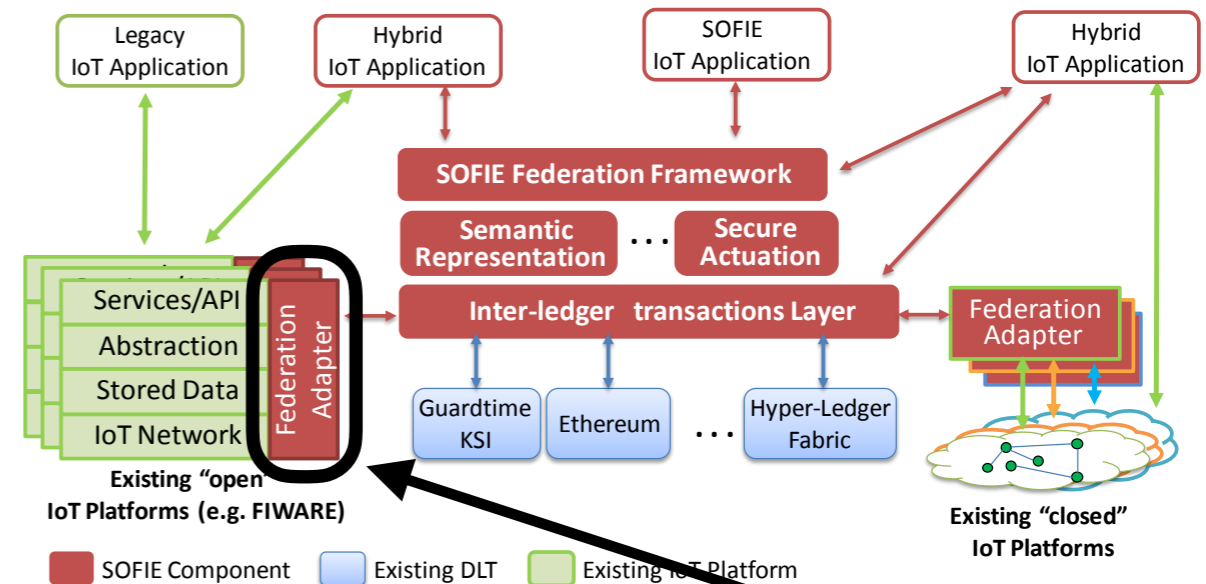 Legacy
IoT Application
Hybrid
IoT Application
SOFIE
IoT Application
Hybrid
IoT Application
SOFIE Federation Framework
Semantic
Representation
...
Secure
Actuation
Services/API
Abstraction
Stored Data
IoT Network
Federation
Adapter
Inter-ledger transactions Layer
Federation
Adapter
Guardtime
KSI
Ethereum
...
Hyper-Ledger
Fabric
Existing “open”
IoT Platforms (e.g. FIWARE)
Existing “closed”
IoT Platforms
SOFIE Component
Existing DLT
Existing IoT Platform